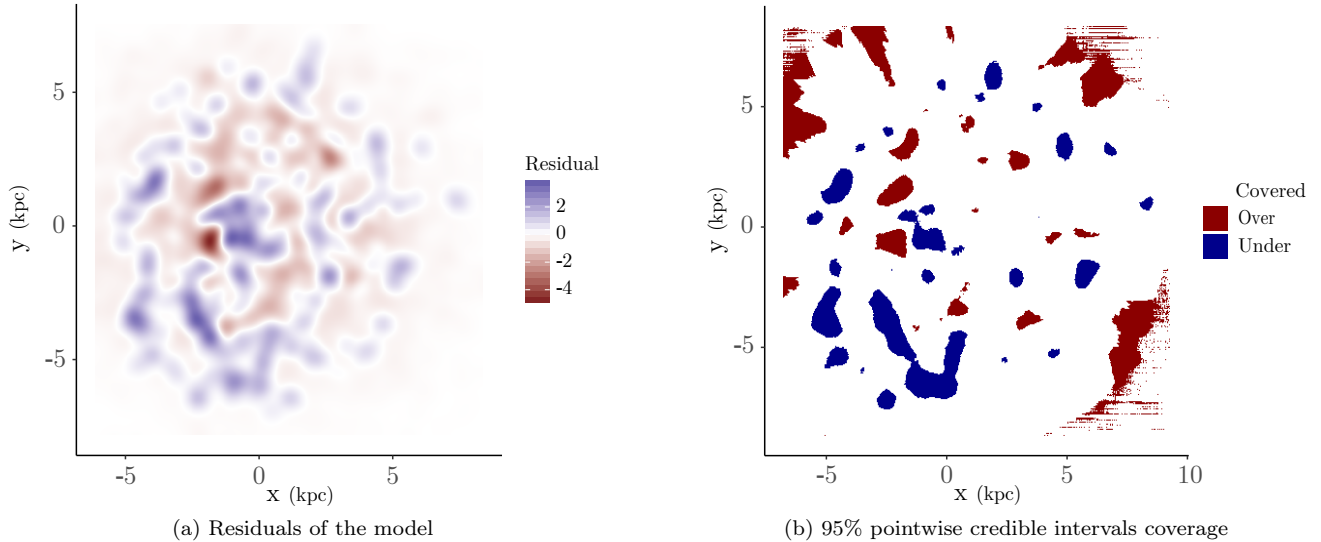 5
0
-5
y (kpc)
-5
0
5
x (kpc)
Residual
2
0
-2
-4
(a) Residuals of the model
5
0
-5
y (kpc)
-5
0
5
10
x (kpc)
Covered
Over
Under
(b) 95% pointwise credible intervals coverage